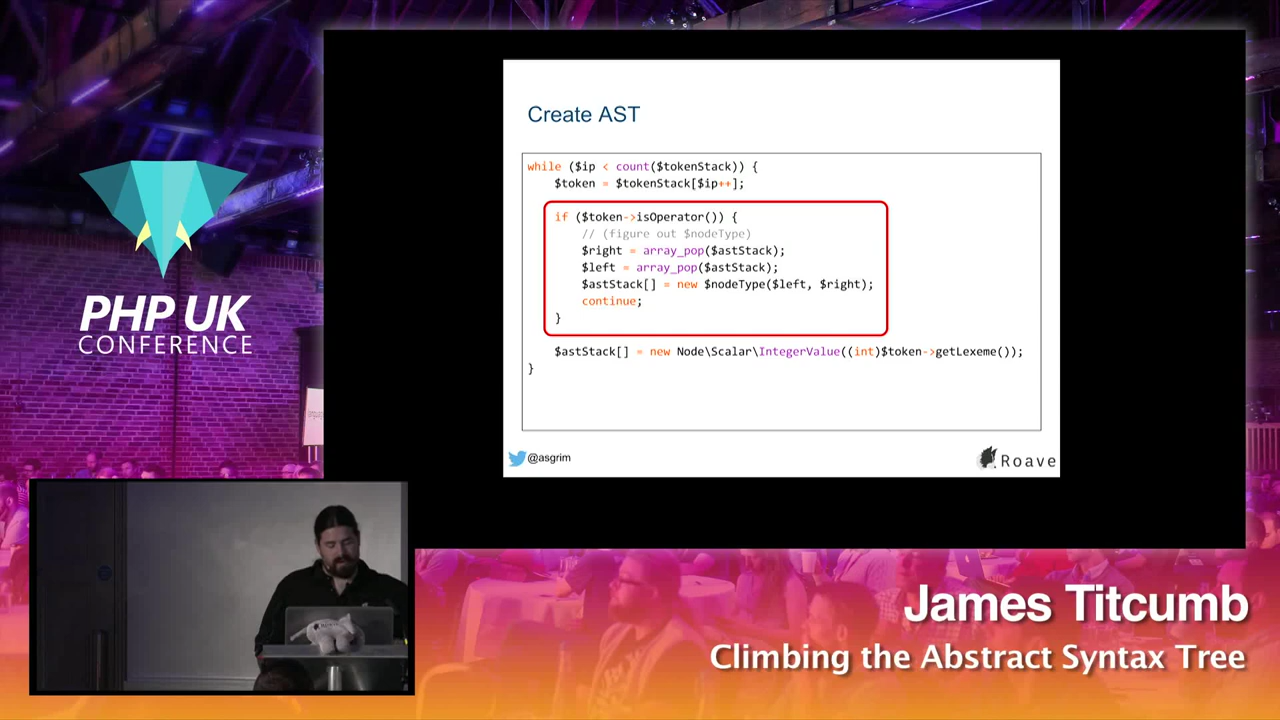 PHP UK
CONFERENCE
Create AST
while ($ip < count($tokenStack)) {
    $token = $tokenStack[$ip++];
    if ($token->isOperator()) {
        // (figure out $nodeType)
        $right = array_pop($astStack);
        $left = array_pop($astStack);
        $astStack[] = new $nodeType($left, $right);
        continue;
    }
    $astStack[] = new Node\Scalar\IntegerValue((int)$token->getLexeme());
}
@asgrim
Roave
James Titcumb
Climbing the Abstract Syntax Tree